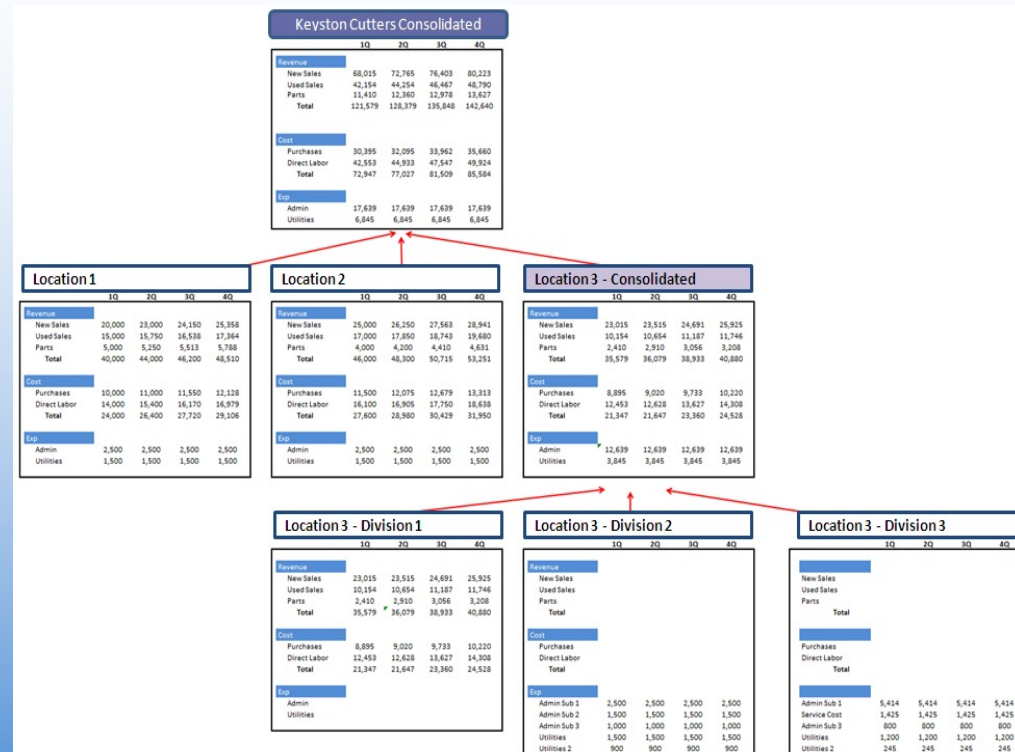 Keyston Cutters Consolidated
1Q 2Q 3Q 4Q
Revenue
New Sales 68,015 72,765 76,403 80,223
Used Sales 42,154 44,254 46,467 48,790
Parts 11,410 12,360 12,978 13,627
Total 121,579 128,379 135,848 142,640
Cost
Purchases 30,395 32,095 33,962 35,660
Direct Labor 42,553 44,933 47,547 49,924
Total 72,947 77,027 81,509 85,584
Exp
Admin 17,639 17,639 17,639 17,639
Utilities 6,845 6,845 6,845 6,845
Location 1
1Q 2Q 3Q 4Q
Revenue
New Sales 20,000 23,000 24,150 25,358
Used Sales 15,000 15,750 16,538 17,364
Parts 5,000 5,250 5,513 5,788
Total 40,000 44,000 46,200 48,510
Cost
Purchases 10,000 11,000 11,550 12,128
Direct Labor 14,000 15,400 16,170 16,979
Total 24,000 26,400 27,720 29,106
Exp
Admin 2,500 2,500 2,500 2,500
Utilities 1,500 1,500 1,500 1,500
Location 2
1Q 2Q 3Q 4Q
Revenue
New Sales 25,000 26,250 27,563 28,941
Used Sales 17,000 17,850 18,743 19,680
Parts 4,000 4,200 4,410 4,631
Total 46,000 48,300 50,715 53,251
Cost
Purchases 11,500 12,075 12,679 13,313
Direct Labor 16,100 16,905 17,750 18,638
Total 27,600 28,980 30,429 31,950
Exp
Admin 2,500 2,500 2,500 2,500
Utilities 1,500 1,500 1,500 1,500
Location 3 - Consolidated
1Q 2Q 3Q 4Q
Revenue
New Sales 23,015 23,515 24,691 25,925
Used Sales 10,154 10,654 11,187 11,746
Parts 2,410 2,910 3,056 3,208
Total 35,579 36,079 38,933 40,880
Cost
Purchases 8,895 9,020 9,733 10,220
Direct Labor 12,453 12,628 13,627 14,308
Total 21,347 21,647 23,360 24,528
Exp
Admin 12,639 12,639 12,639 12,639
Utilities 3,845 3,845 3,845 3,845
Location 3 - Division 1
1Q 2Q 3Q 4Q
Revenue
New Sales 23,015 23,515 24,691 25,925
Used Sales 10,154 10,654 11,187 11,746
Parts 2,410 2,910 3,056 3,208
Total 35,579 36,079 38,933 40,880
Cost
Purchases 8,895 9,020 9,733 10,220
Direct Labor 12,453 12,628 13,627 14,308
Total 21,347 21,647 23,360 24,528
Exp
Admin
Utilities
Location 3 - Division 2
1Q 2Q 3Q 4Q
Revenue
New Sales
Used Sales
Parts
Total
Cost
Purchases
Direct Labor
Total
Exp
Admin Sub 1 2,500 2,500 2,500 2,500
Admin Sub 2 1,500 1,500 1,500 1,500
Admin Sub 3 1,000 1,000 1,000 1,000
Utilities 1,500 1,500 1,500 1,500
Utilities 2 900 900 900 900
Location 3 - Division 3
1Q 2Q 3Q 4Q
New Sales
Used Sales
Parts
Total
Purchases
Direct Labor
Total
Admin Sub 1 5,414 5,414 5,414 5,414
Service Cost 1,425 1,425 1,425 1,425
Admin Sub 3 800 800 800 800
Utilities 1,200 1,200 1,200 1,200
Utilities 2 245 245 245 245